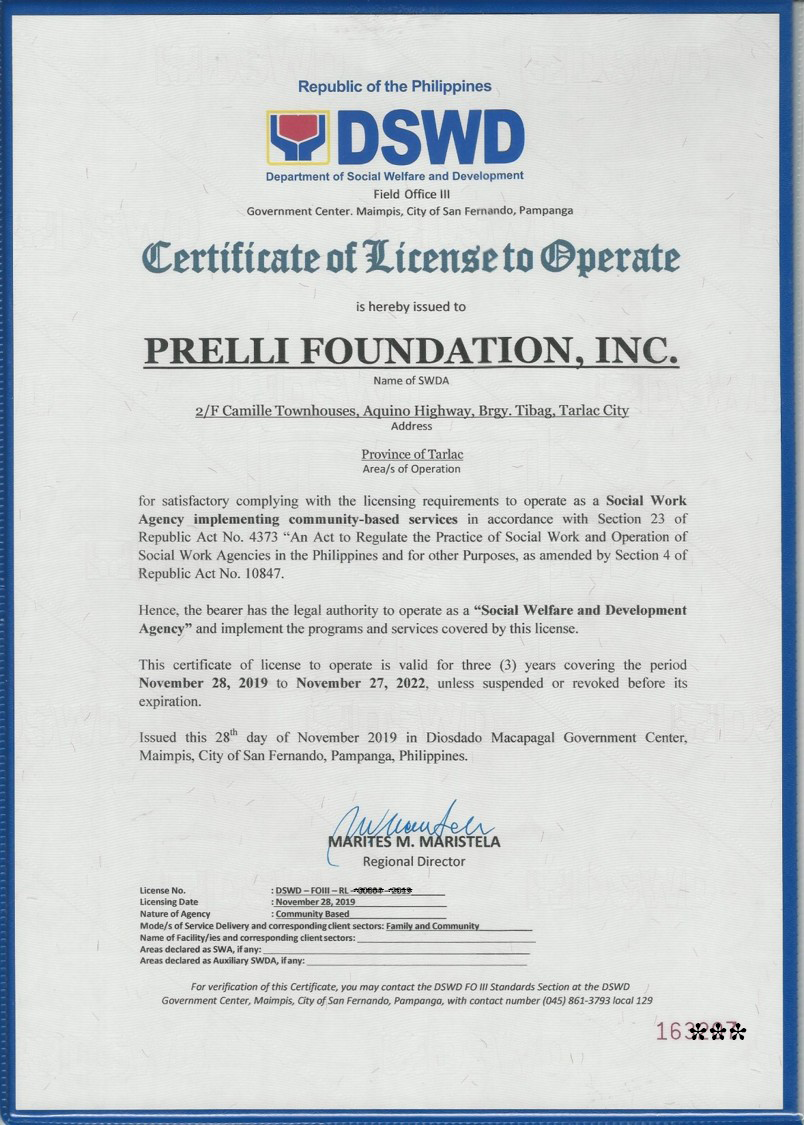 Republic of the Philippines
DSWD
Department of Social Welfare and Development
Field Office III
Government Center. Maimpis, City of San Fernando, Pampanga
Certificate of License to Operate
is hereby issued to
PRELLI FOUNDATION, INC.
Name of SWDA
2/F Camille Townhouses, Aquino Highway, Brgy. Tibag, Tarlac City
Address
Province of Tarlac
Area/s of Operation
for satisfactory complying with the licensing requirements to operate as a Social Work
Agency implementing community-based services in accordance with Section 23 of
Republic Act No. 4373 “An Act to Regulate the Practice of Social Work and Operation of
Social Work Agencies in the Philippines and for other Purposes, as amended by Section 4 of
Republic Act No. 10847.
Hence, the bearer has the legal authority to operate as a “Social Welfare and Development
Agency” and implement the programs and services covered by this license.
This certificate of license to operate is valid for three (3) years covering the period
November 28, 2019 to November 27, 2022, unless suspended or revoked before its
expiration.
Issued this 28th day of November 2019 in Diosdado Macapagal Government Center,
Maimpis, City of San Fernando, Pampanga, Philippines.
MARITES M. MARISTELA
Regional Director
License No. : DSWD – FOIII – RL -
Licensing Date : November 28, 2019
Nature of Agency : Community Based
Mode/s of Service Delivery and corresponding client sectors: Family and Community
Name of Facility/ies and corresponding client sectors:
Areas declared as SWA, if any:
Areas declared as Auxiliary SWDA, if any:
For verification of this Certificate, you may contact the DSWD FO III Standards Section at the DSWD
Government Center, Maimpis, City of San Fernando, Pampanga, with contact number (045) 861-3793 local 129